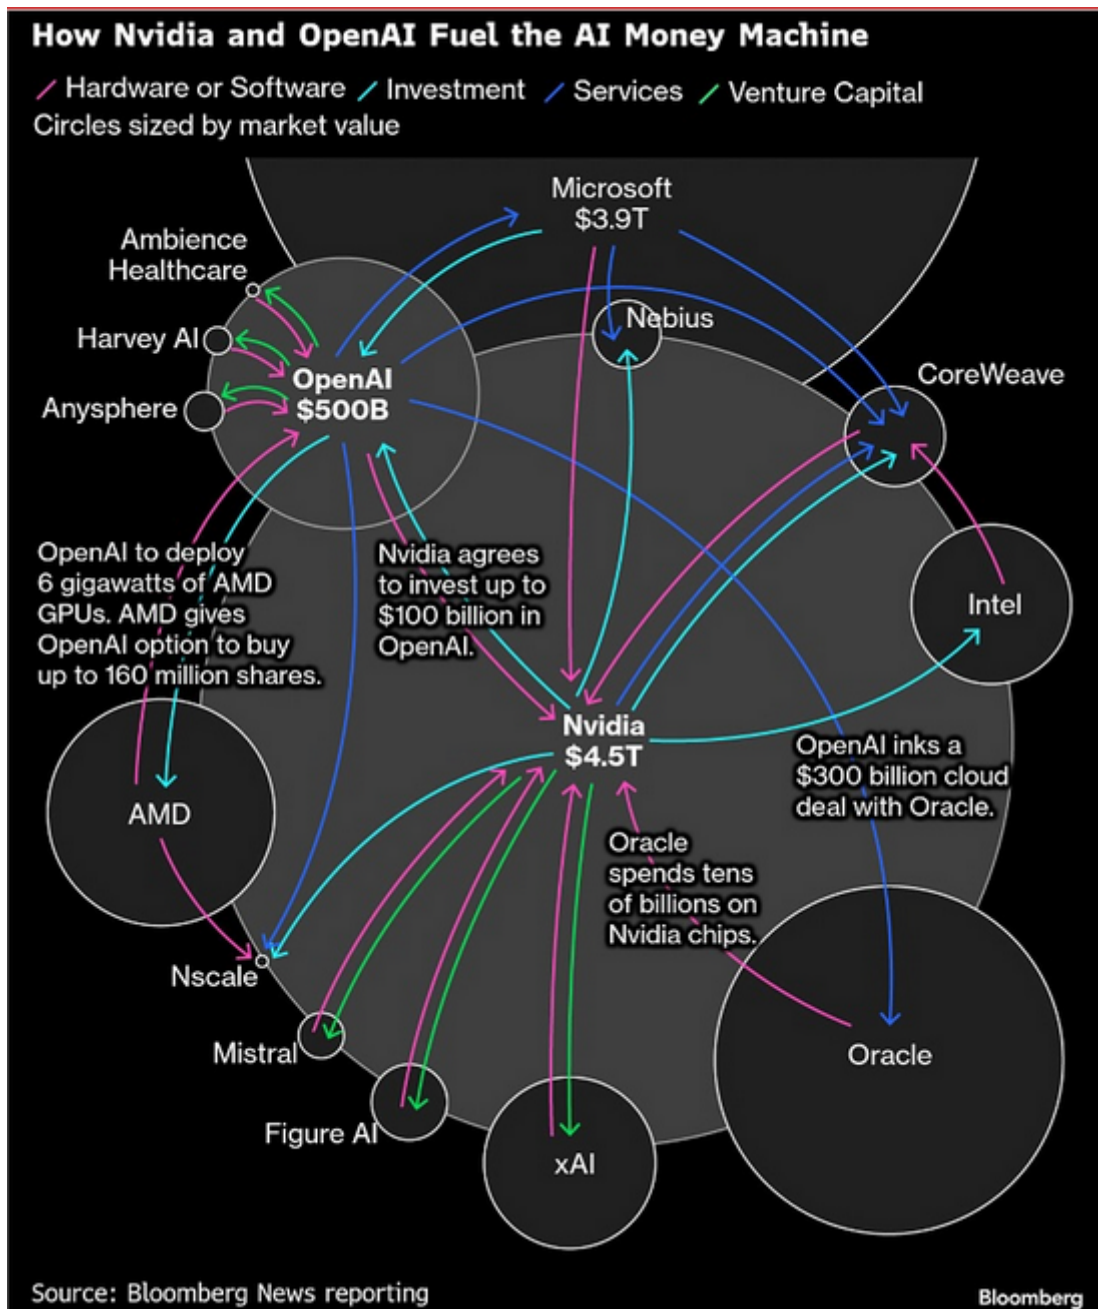 How Nvidia and OpenAI Fuel the AI Money Machine
Hardware or Software Investment Services Venture Capital
Circles sized by market value
Microsoft
$3.9T
Ambience
Healthcare
Harvey AI
Anysphere
OpenAI
$500B
Nebius
CoreWeave
OpenAI to deploy
6 gigawatts of AMD
GPUs. AMD gives
OpenAI option to buy
up to 160 million shares.
Nvidia agrees
to invest up to
$100 billion in
OpenAI.
Intel
Nvidia
$4.5T
OpenAI inks a
$300 billion cloud
deal with Oracle.
AMD
Oracle
spends tens
of billions on
Nvidia chips.
Nscale
Mistral
Figure AI
xAI
Oracle
Source: Bloomberg News reporting
Bloomberg